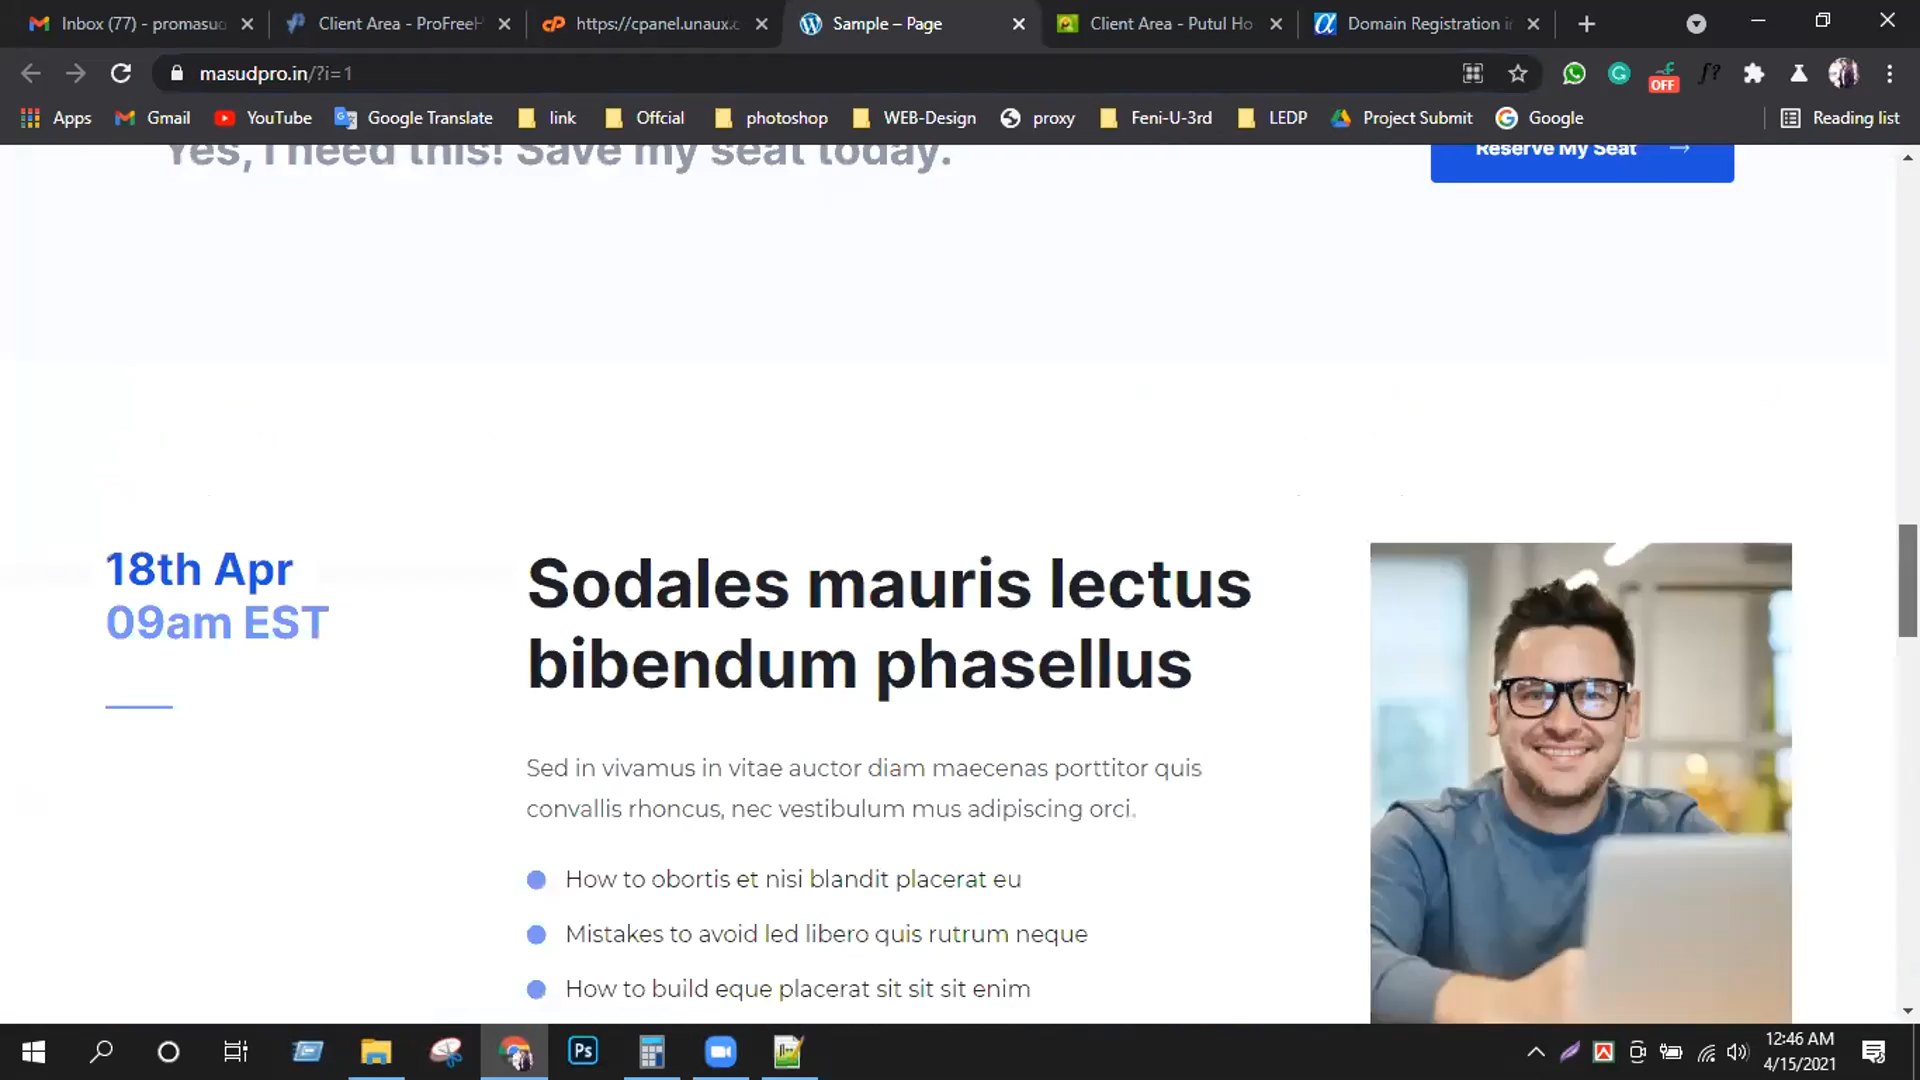 Inbox (77) - promasud
Client Area - ProFreeH
https://cpanel.unaux.c
Sample – Page
Client Area - Putul Ho
Domain Registration in
masudpro.in/?i=1
OFF
f?
Apps
Gmail
YouTube
Google Translate
link
Offcial
photoshop
WEB-Design
proxy
Feni-U-3rd
LEDP
Project Submit
Google
Reading list
Yes, I need this! Save my seat today.
Reserve My Seat →
18th Apr
09am EST
Sodales mauris lectus
bibendum phasellus
Sed in vivamus in vitae auctor diam maecenas porttitor quis
convallis rhoncus, nec vestibulum mus adipiscing orci.
How to obortis et nisi blandit placerat eu
Mistakes to avoid led libero quis rutrum neque
How to build eque placerat sit sit sit enim
Ps
12:46 AM
4/15/2021